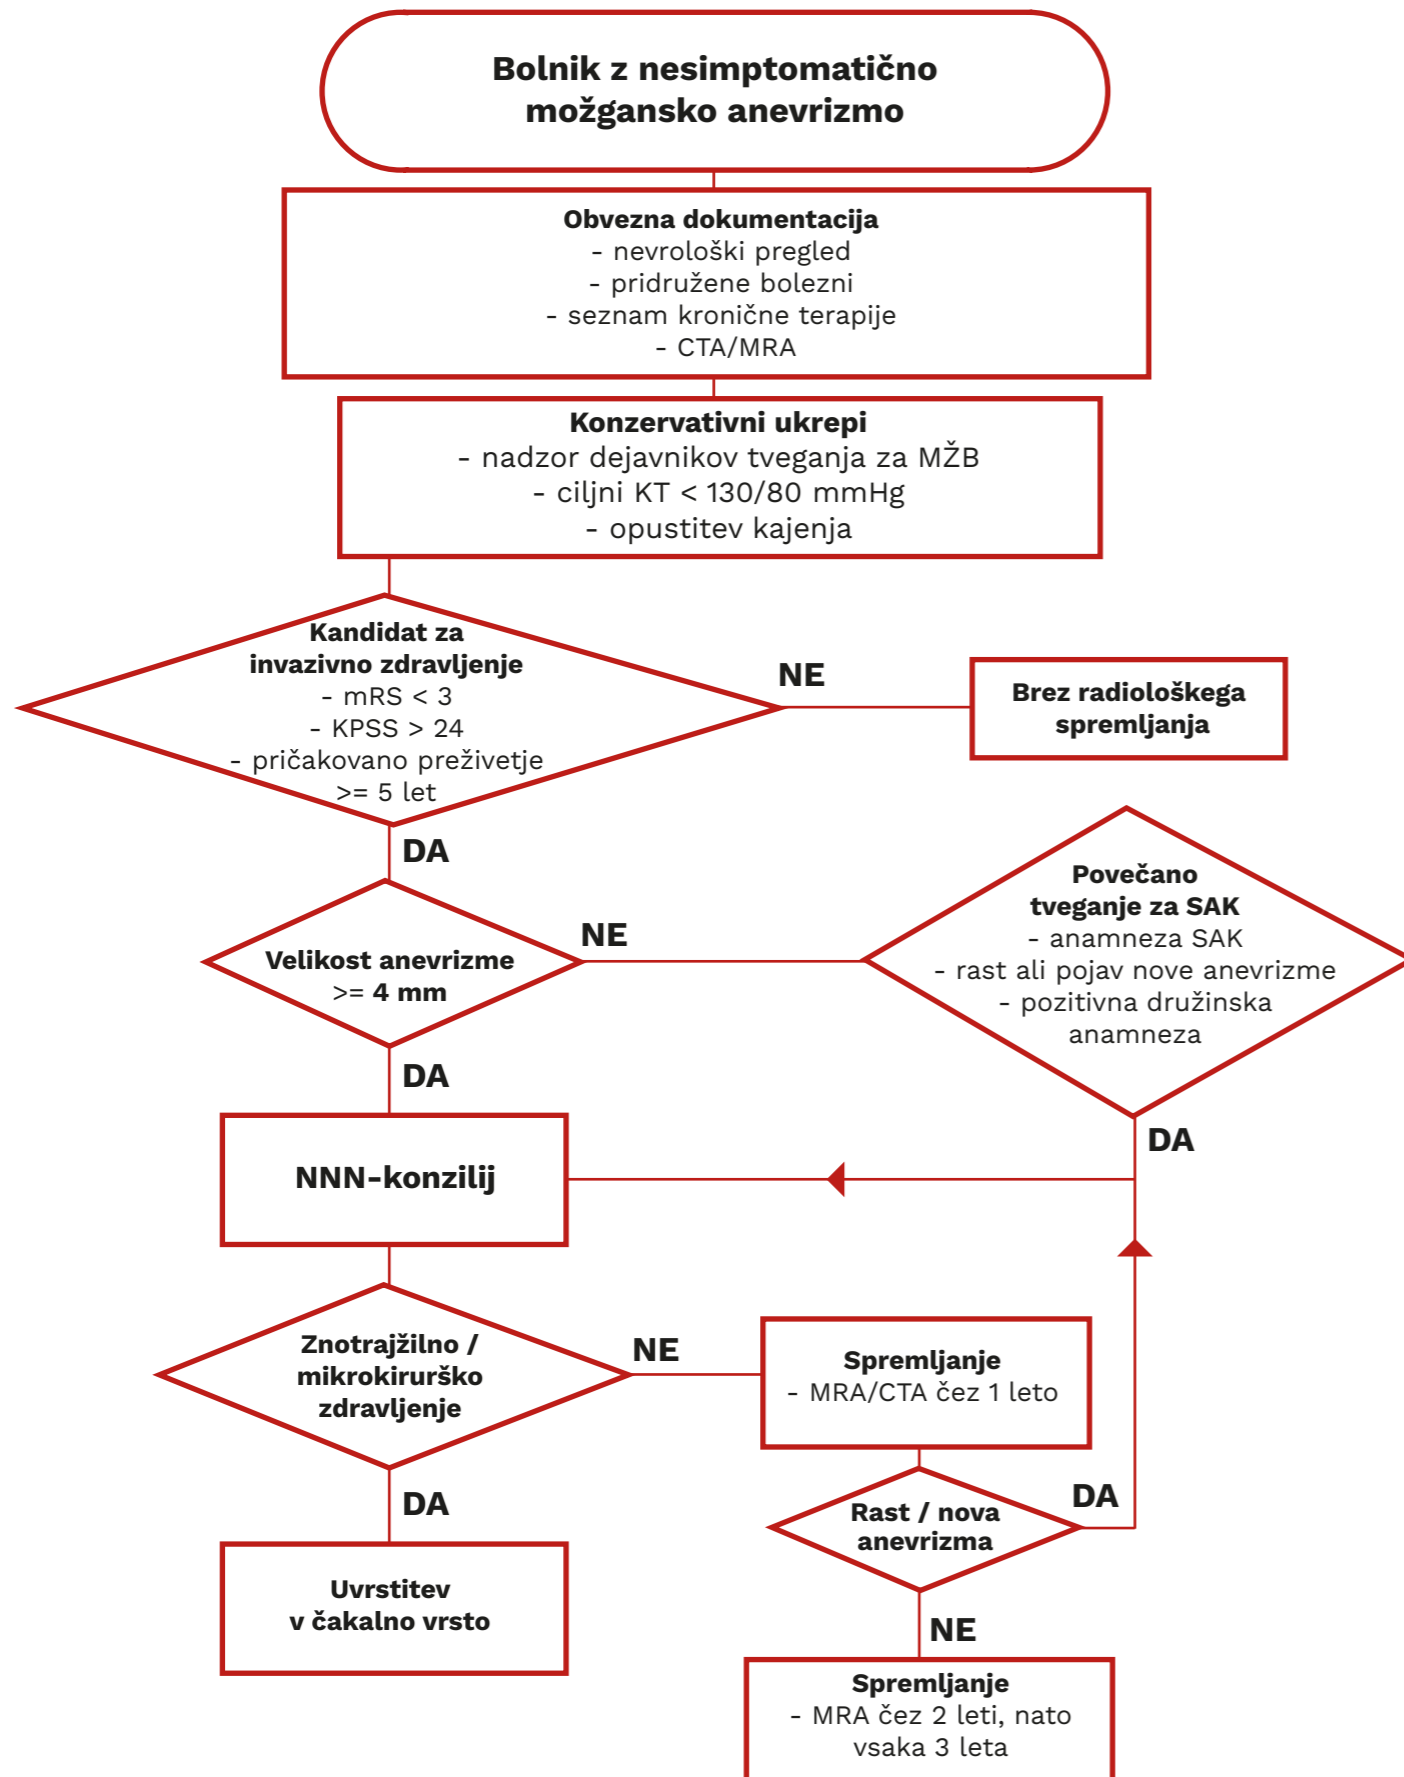 Bolnik z nesimptomatično
možgansko anevrizmo
Obvezna dokumentacija
- nevrološki pregled
- pridružene bolezni
- seznam kronične terapije
- CTA/MRA
Konzervativni ukrepi
- nadzor dejavnikov tveganja za MŽB
- ciljni KT < 130/80 mmHg
- opustitev kajenja
Kandidat za
invazivno zdravljenje
- mRS < 3
- KPSS > 24
- pričakovano preživetje
>= 5 let
NE
Brez radiološkega
spremljanja
DA
Velikost anevrizme
>= 4 mm
NE
Povečano
tveganje za SAK
- anamneza SAK
- rast ali pojav nove anevrizme
- pozitivna družinska
anamneza
DA
DA
NNN-konzilij
Znotrajžilno /
mikrokirurško
zdravljenje
NE
Spremljanje
- MRA/CTA čez 1 leto
DA
Rast / nova
anevrizma
DA
Uvrstitev
v čakalno vrsto
NE
Spremljanje
- MRA čez 2 leti, nato
vsaka 3 leta